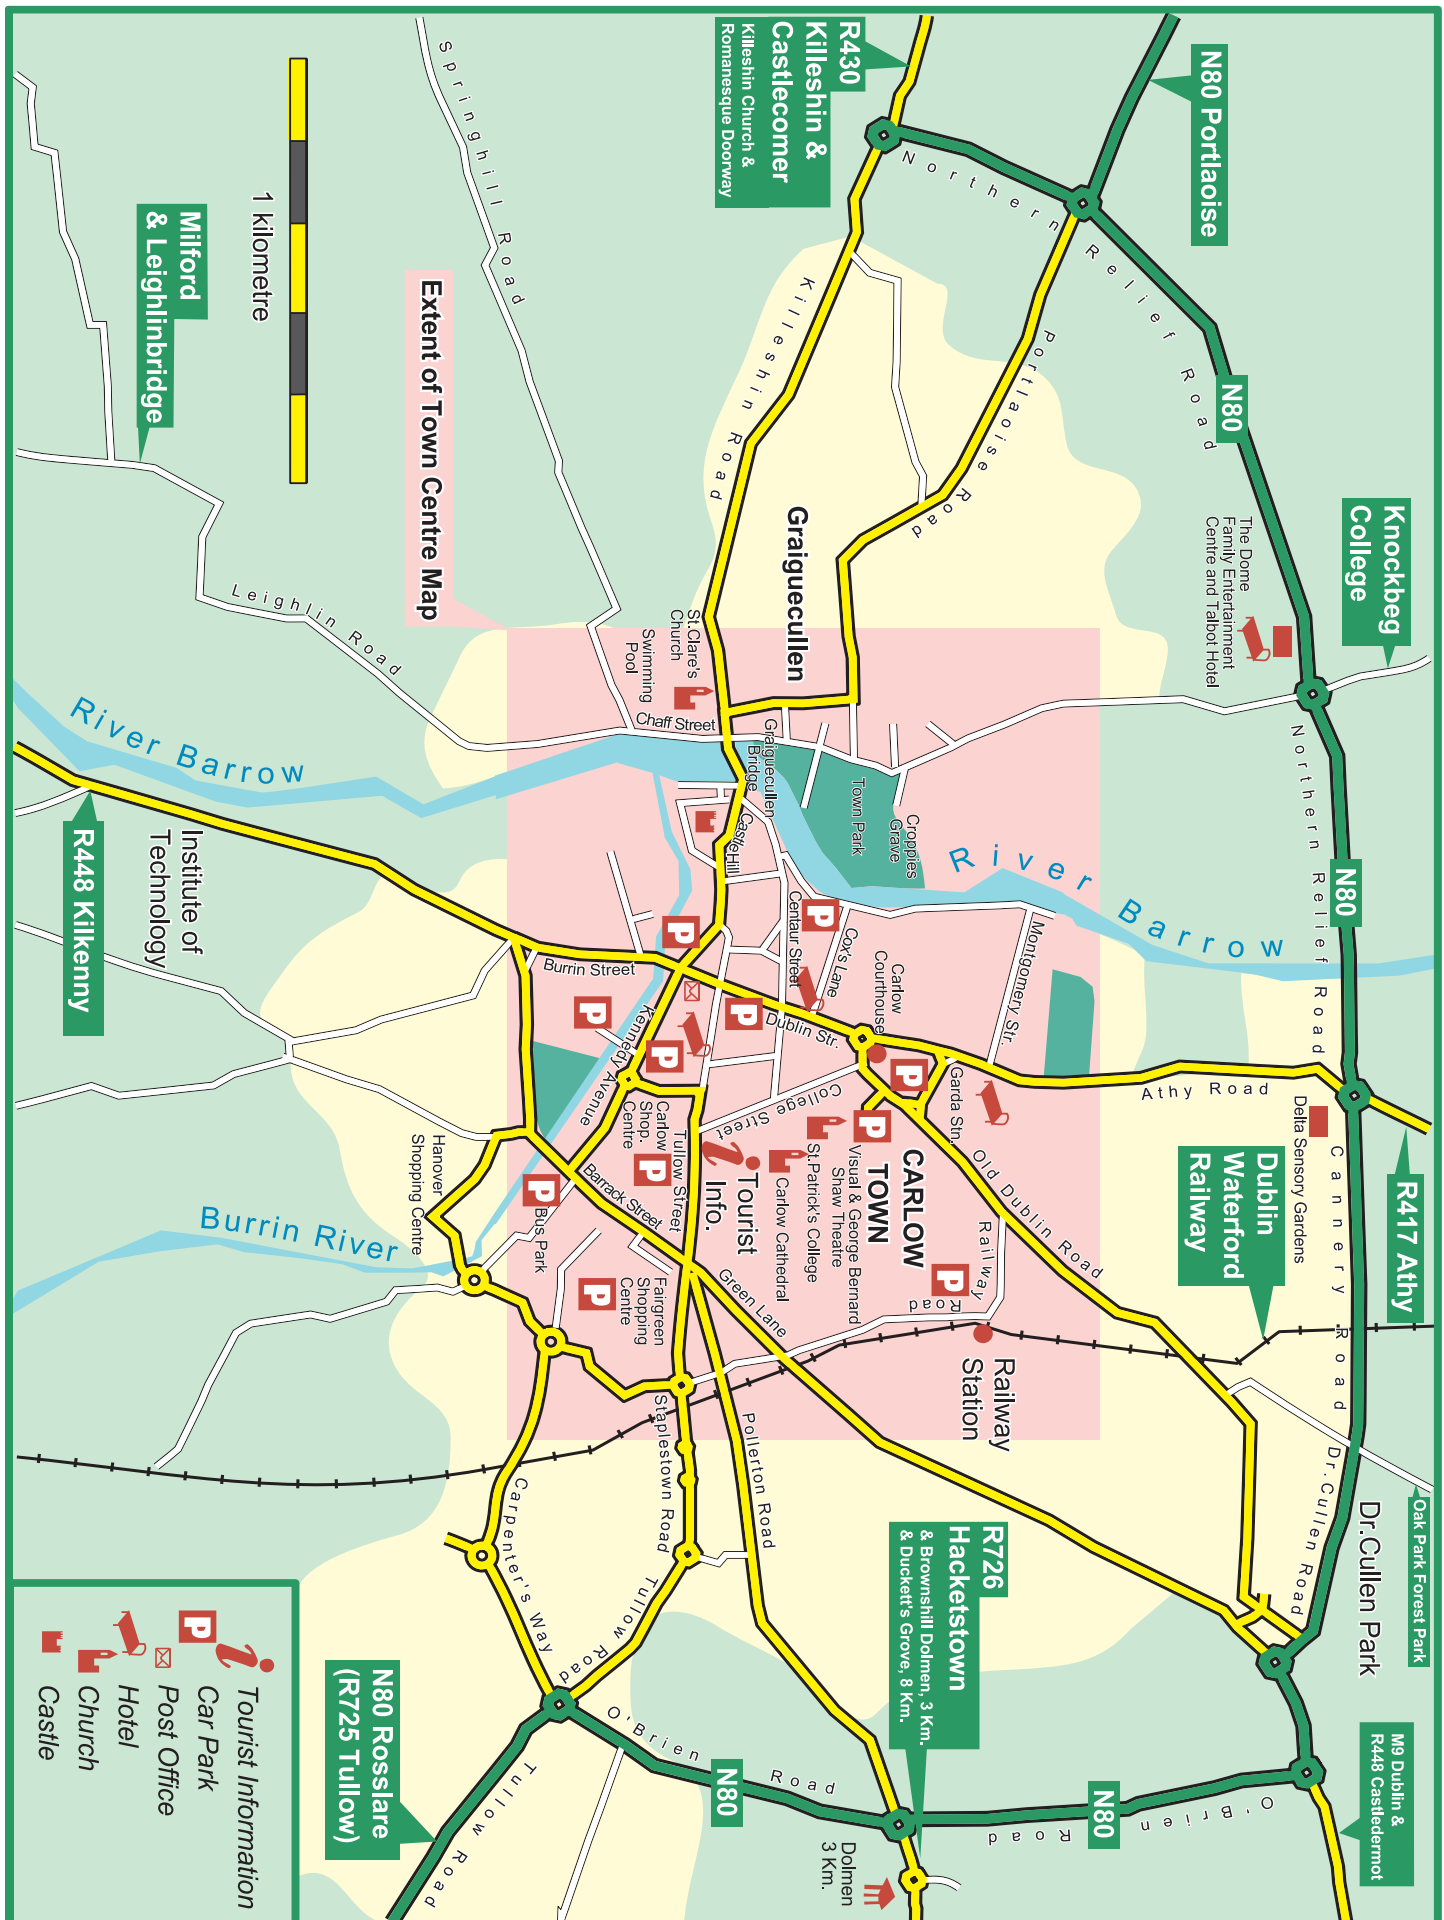 N80 Portlaoise
R430
Killeshin &
Castlecomer
Killeshin Church &
Romanesque Doorway
Northern Relief Road
N80
Springhill Road
1 kilometre
Milford
& Leighlinbridge
Extent of Town Centre Map
Killeshin Road
Portlaoise Road
Graiguecullen
Knockbeg
College
The Dome
Family Entertainment
Centre and Talbot Hotel
Leighlin Road
St.Clare's
Church
Swimming
Pool
Chaff Street
Graiguecullen
Bridge
Town Park
Croppies
Grave
River Barrow
River Barrow
Northern Relief Road
N80
R448 Kilkenny
Institute of
Technology
Castle Hill
Centaur Street
Cox's Lane
Carlow
Courthouse
Montgomery Str.
P
P
P
P
P
P
P
P
P
P
P
Burrin Street
Dublin Str.
Kennedy Avenue
College Street
Garda Stn.
Athy Road
Delta Sensory Gardens
Cannery Road
R417 Athy
Dublin
Waterford
Railway
Carlow
Shop.
Centre
Tullow Street
Tourist
Info.
Carlow Cathedral
St.Patrick's College
Visual & George Bernard
Shaw Theatre
CARLOW
TOWN
Old Dublin Road
Railway Road
Railway
Station
Hanover
Shopping Centre
Burrin River
Bus Park
Barrack Street
Fairgreen
Shopping
Centre
Green Lane
Staplestown Road
Pollerton Road
Carpenter's Way
Tullow Road
Dr.Cullen Road
Dr.Cullen Park
Oak Park Forest Park
R726
Hacketstown
& Brownshill Dolmen, 3 Km.
& Duckett's Grove, 8 Km.
M9 Dublin &
R448 Castledermot
N80 Rosslare
(R725 Tullow)
O'Brien Road
N80
O'Brien Road
N80
Tullow Road
Dolmen
3 Km.
Tourist Information
P
Car Park
Post Office
Hotel
Church
Castle